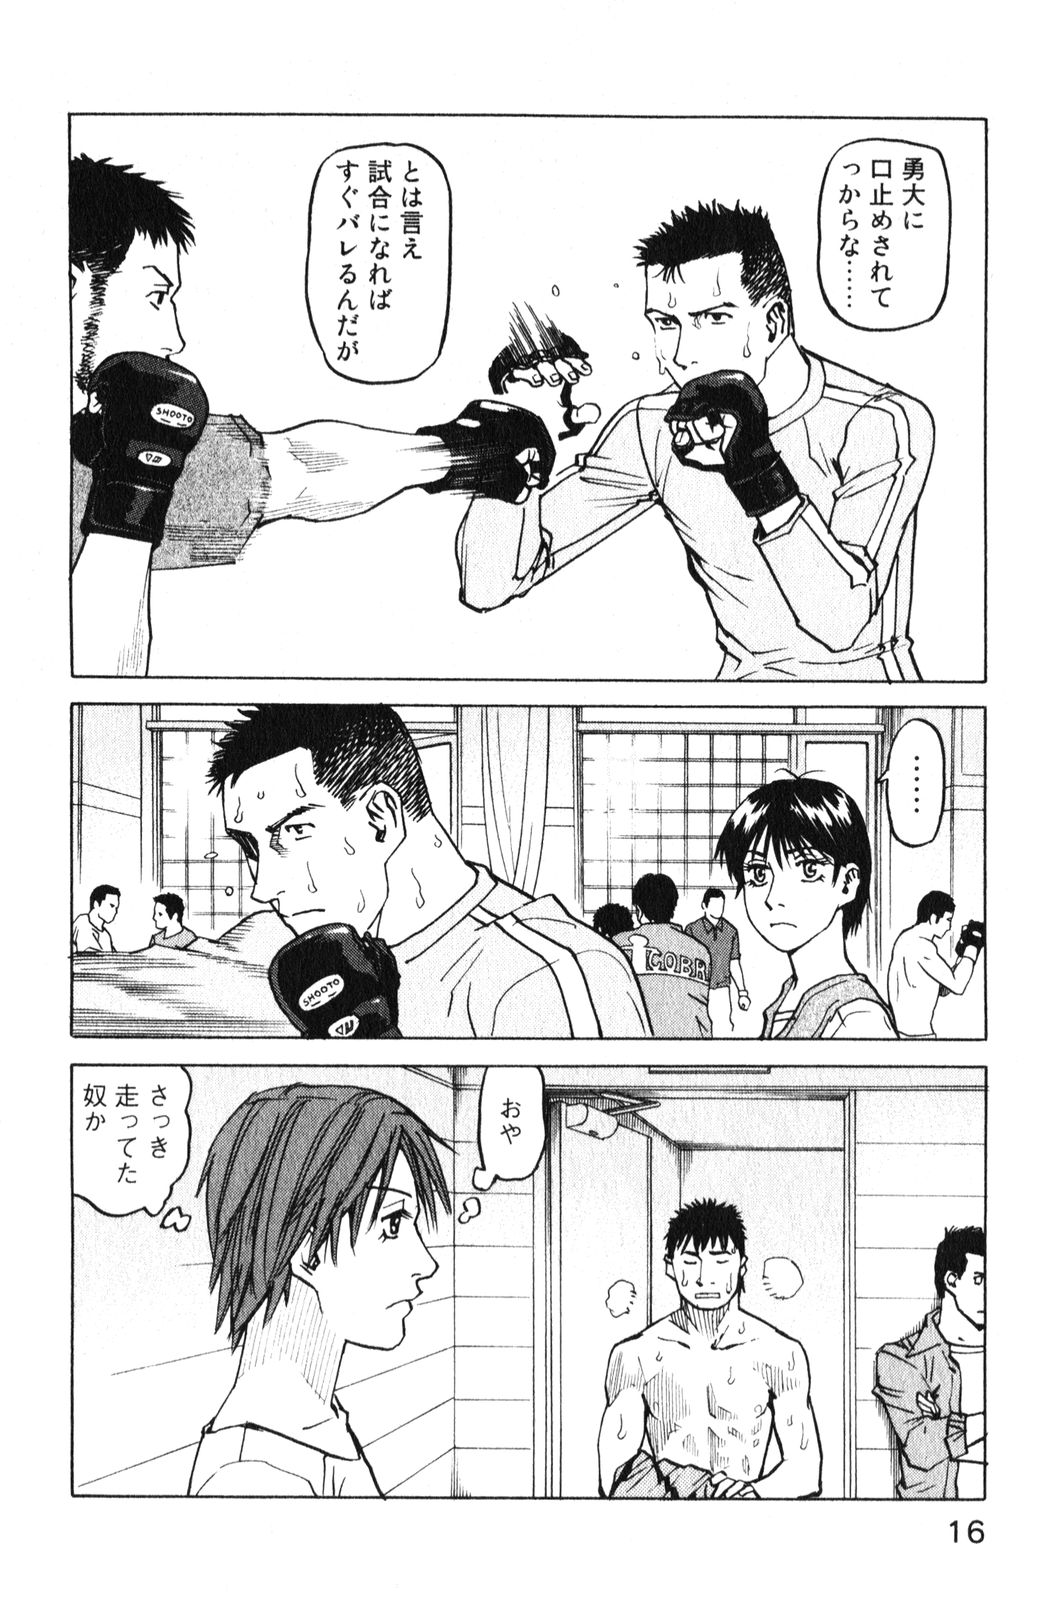 勇大に
口止めされて
っからな……
とは言え
試合になれば
すぐバレるんだが
SHOOTO
……
COBR
SHOOTO
おや
さっき
走ってた
奴か
16